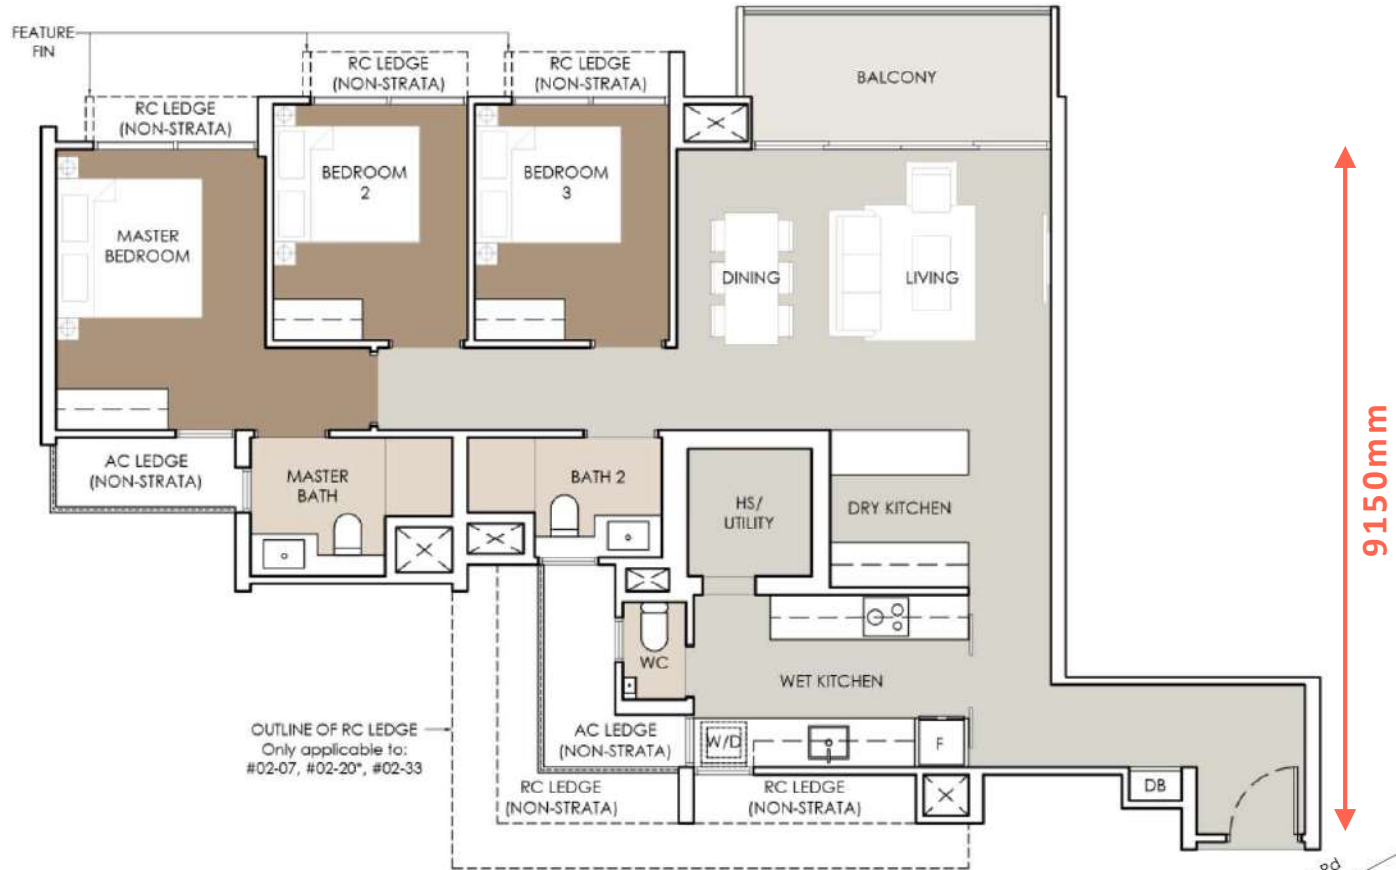 FEATURE
FIN
RC LEDGE
(NON-STRATA)
RC LEDGE
(NON-STRATA)
RC LEDGE
(NON-STRATA)
BALCONY
MASTER
BEDROOM
BEDROOM
2
BEDROOM
3
DINING
LIVING
9150mm
AC LEDGE
(NON-STRATA)
MASTER
BATH
BATH 2
HS/
UTILITY
DRY KITCHEN
WC
WET KITCHEN
OUTLINE OF RC LEDGE
Only applicable to:
#02-07, #02-20*, #02-33
AC LEDGE
(NON-STRATA)
W/D
F
RC LEDGE
(NON-STRATA)
RC LEDGE
(NON-STRATA)
DB
Rd